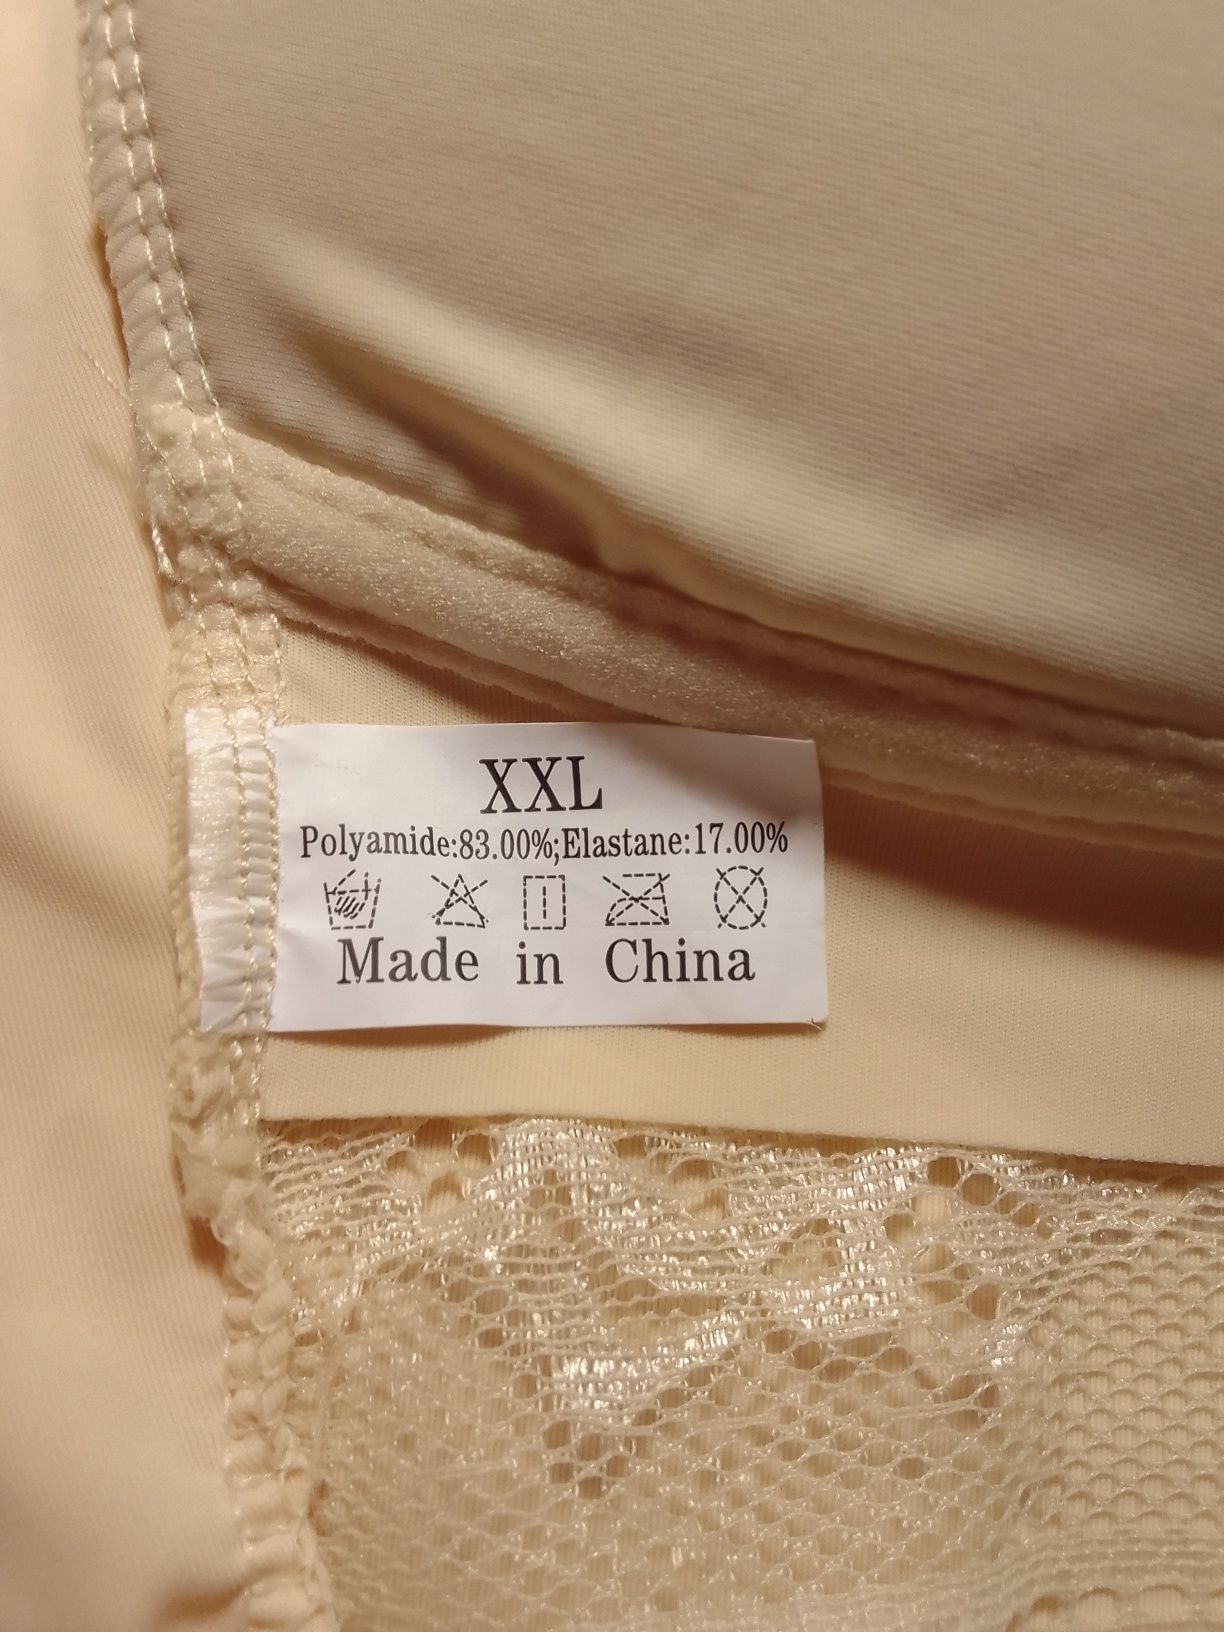 XXL
Polyamide:83.00%;Elastane:17.00%
Made in China